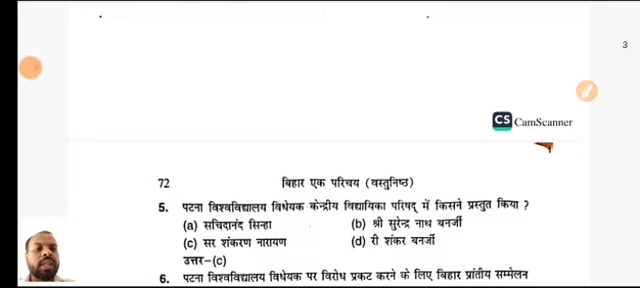 3
CS CamScanner
72 बिहार एक परिचय (वस्तुनिष्ठ)
5. पटना विश्वविद्यालय विधेयक केन्द्रीय विद्यायिका परिषद् में किसने प्रस्तुत किया ?
(a) सचिदानंद सिन्हा (b) श्री सुरेन्द्र नाथ बनर्जी
(c) सर शंकरण नारायण (d) री शंकर बनर्जी
उत्तर–(c)
6. पटना विश्वविद्यालय विधेयक पर विरोध प्रकट करने के लिए बिहार प्रांतीय सम्मेलन